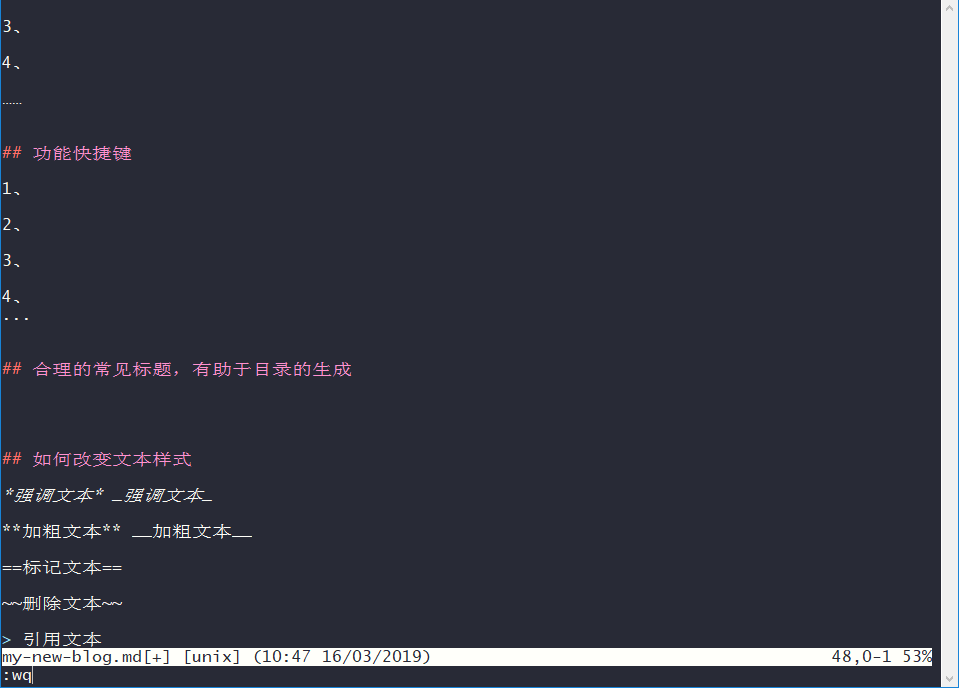 3、
4、
……
## 功能快捷键
1、
2、
3、
4、
...
## 合理的常见标题，有助于目录的生成
## 如何改变文本样式
*强调文本* _强调文本_
**加粗文本** __加粗文本__
==标记文本==
~~删除文本~~
> 引用文本
my-new-blog.md[+] [unix] (10:47 16/03/2019) 48,0-1 53%
:wq